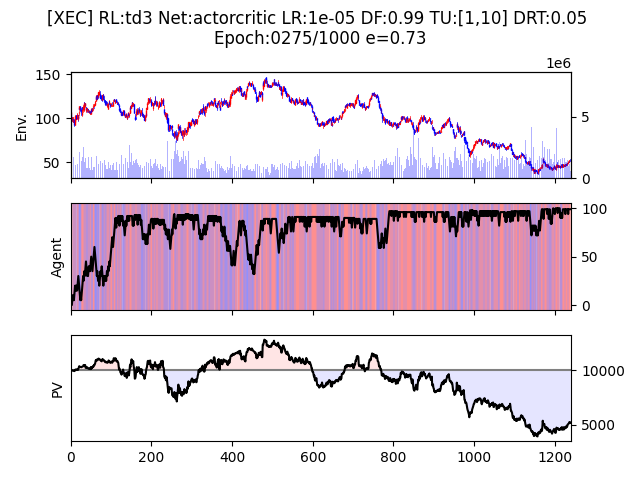 [XEC] RL:td3 Net:actorcritic LR:1e-05 DF:0.99 TU:[1,10] DRT:0.05
Epoch:0275/1000 e=0.73
1e6
150
100
50
Env.
5
0
Agent
100
50
0
PV
10000
5000
0 200 400 600 800 1000 1200